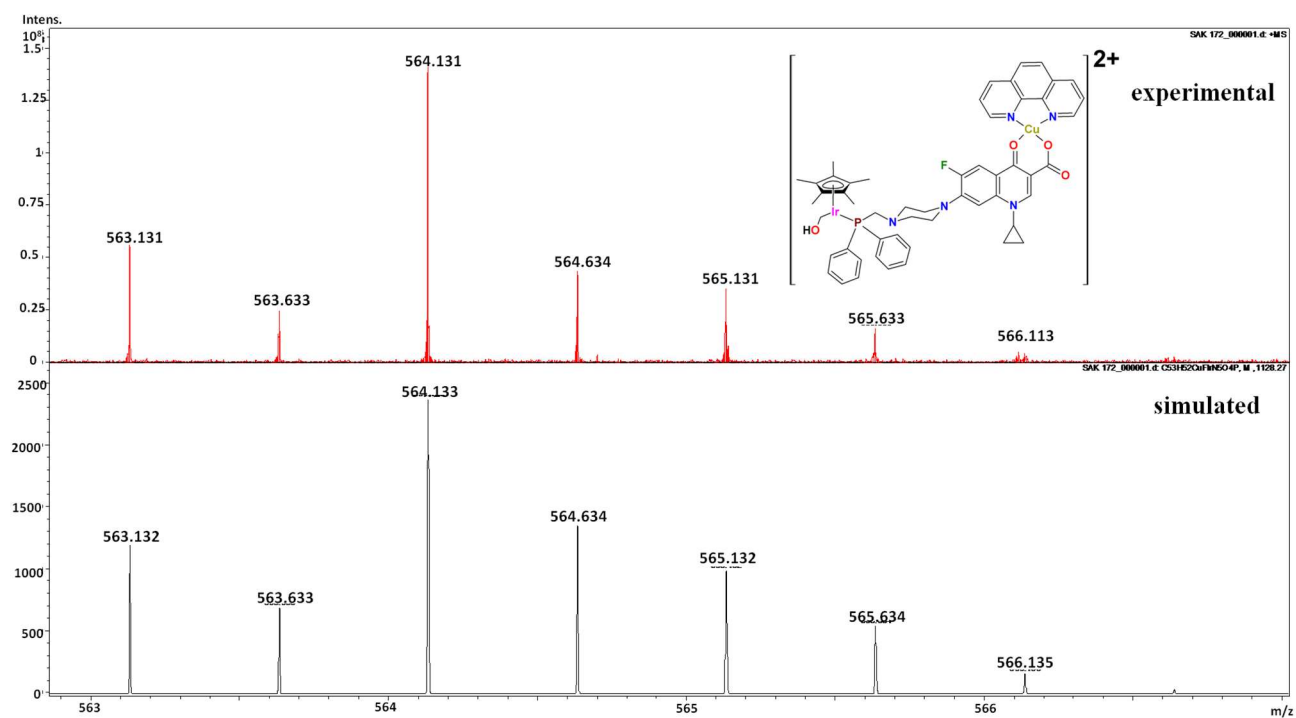 Intens.
10⁸
SAK 172_000001.d: +MS
1.5
564.131
2+
experimental
1.25
1
0.75
0.5
0.25
0
563.131
563.633
564.634
565.131
565.633
566.113
N
N
Cu
O
O
F
O
N
N
N
Ir
HO
P
SAK 172_000001.d: C53H52CuFIrN5O4P, M ,1128.27
2500
564.133
simulated
2000
1500
564.634
563.132
565.132
1000
563.633
565.634
500
566.135
0
563
564
565
566
m/z